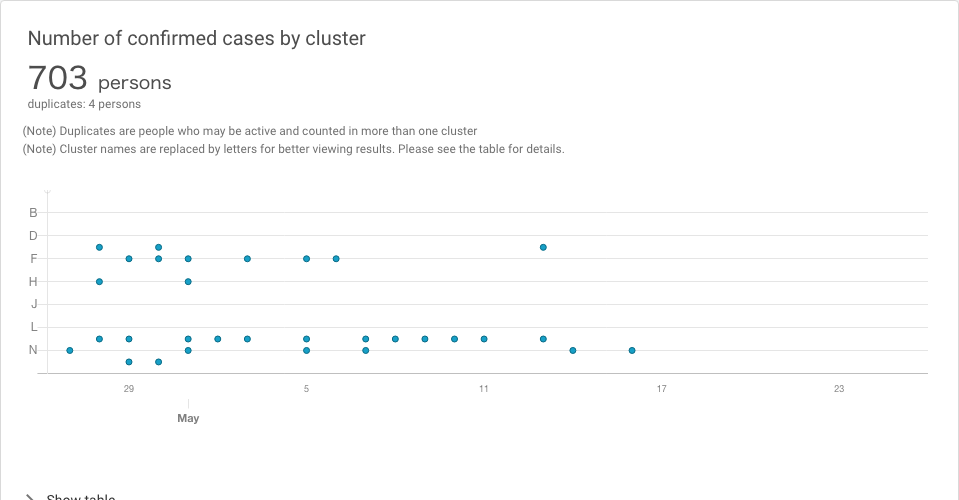 Number of confirmed cases by cluster
703 persons
duplicates: 4 persons
(Note) Duplicates are people who may be active and counted in more than one cluster
(Note) Cluster names are replaced by letters for better viewing results. Please see the table for details.
B
D
F
H
J
L
N
29 5 11 17 23
May
Show table